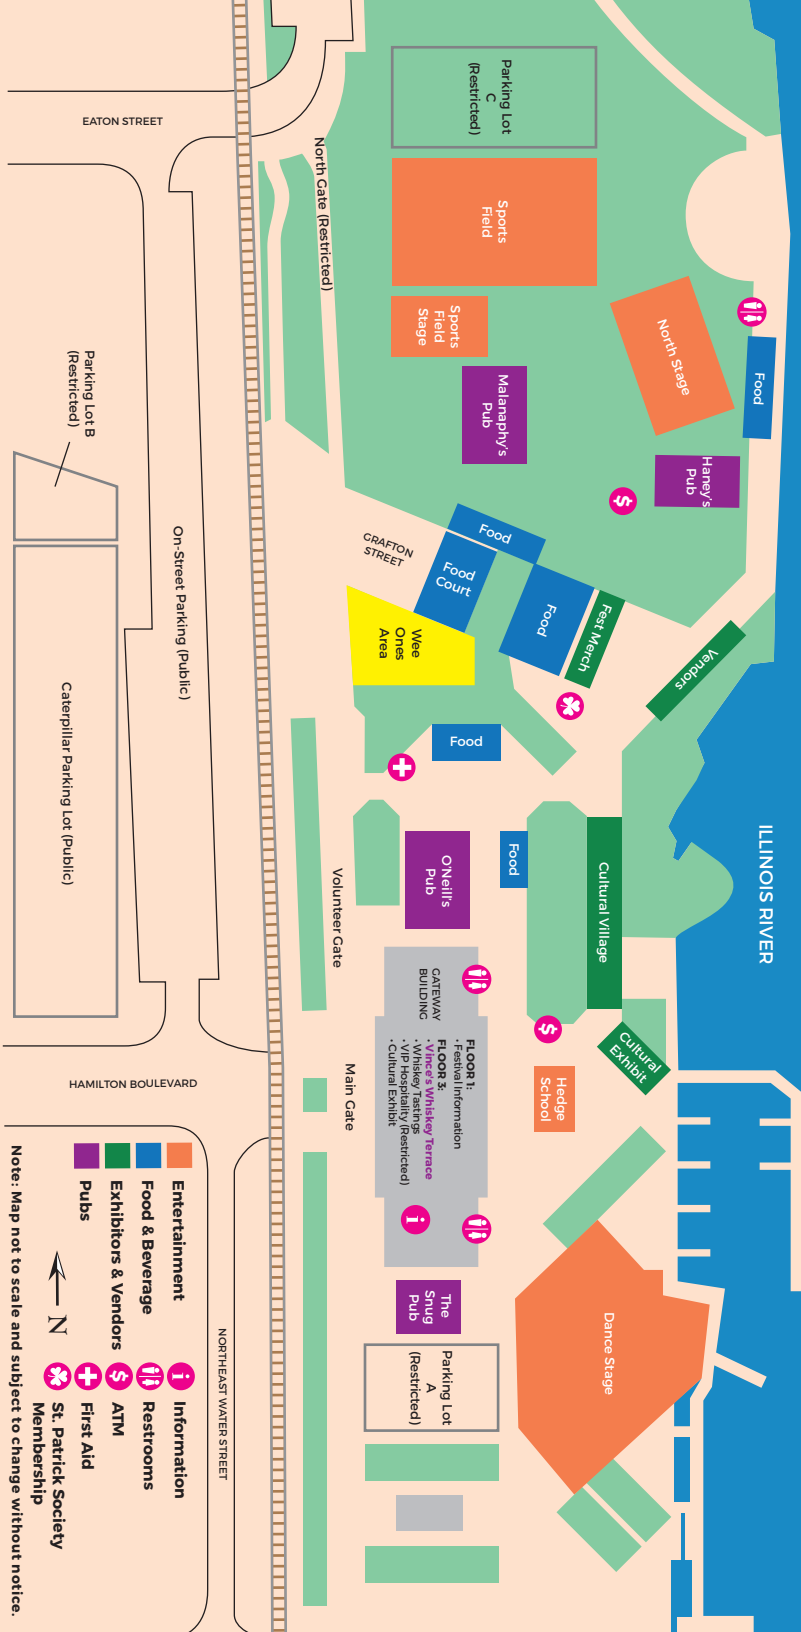 EATON STREET
North Gate (Restricted)
Parking Lot
C
(Restricted)
Sports
Field
Sports
Field
Stage
Malanaphy's
Pub
North Stage
Food
Haney's
Pub
$
Parking Lot B
(Restricted)
On-Street Parking (Public)
Caterpillar Parking Lot (Public)
GRAFTON
STREET
Food
Food
Court
Food
Fest Merch
Vendors
Wee
Ones
Area
Food
O'Neill's
Pub
Food
Cultural Village
ILLINOIS RIVER
Volunteer Gate
GATEWAY
BUILDING
FLOOR 1:
• Festival Information
FLOOR 3:
• Vince's Whiskey Terrace
• Whiskey Tastings
• VIP Hospitality (Restricted)
• Cultural Exhibit
$
Cultural
Exhibit
Hedge
School
Main Gate
HAMILTON BOULEVARD
i
The
Snug
Pub
Parking Lot
A
(Restricted)
Dance Stage
NORTHEAST WATER STREET
Entertainment
Food & Beverage
Exhibitors & Vendors
Pubs
N
i Information
Restrooms
$ ATM
First Aid
St. Patrick Society
Membership
Note: Map not to scale and subject to change without notice.